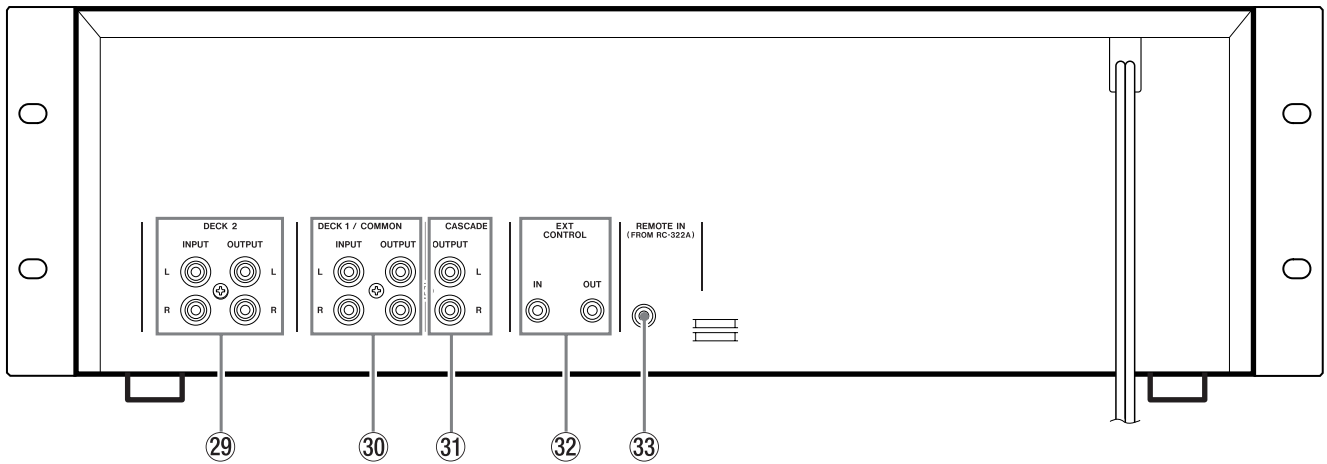 DECK 2
INPUT OUTPUT
L L
R R
DECK 1 / COMMON
INPUT OUTPUT
L
R
CASCADE
OUTPUT
L
R
EXT
CONTROL
IN OUT
REMOTE IN
(FROM RC-322A)
29 30 31 32 33